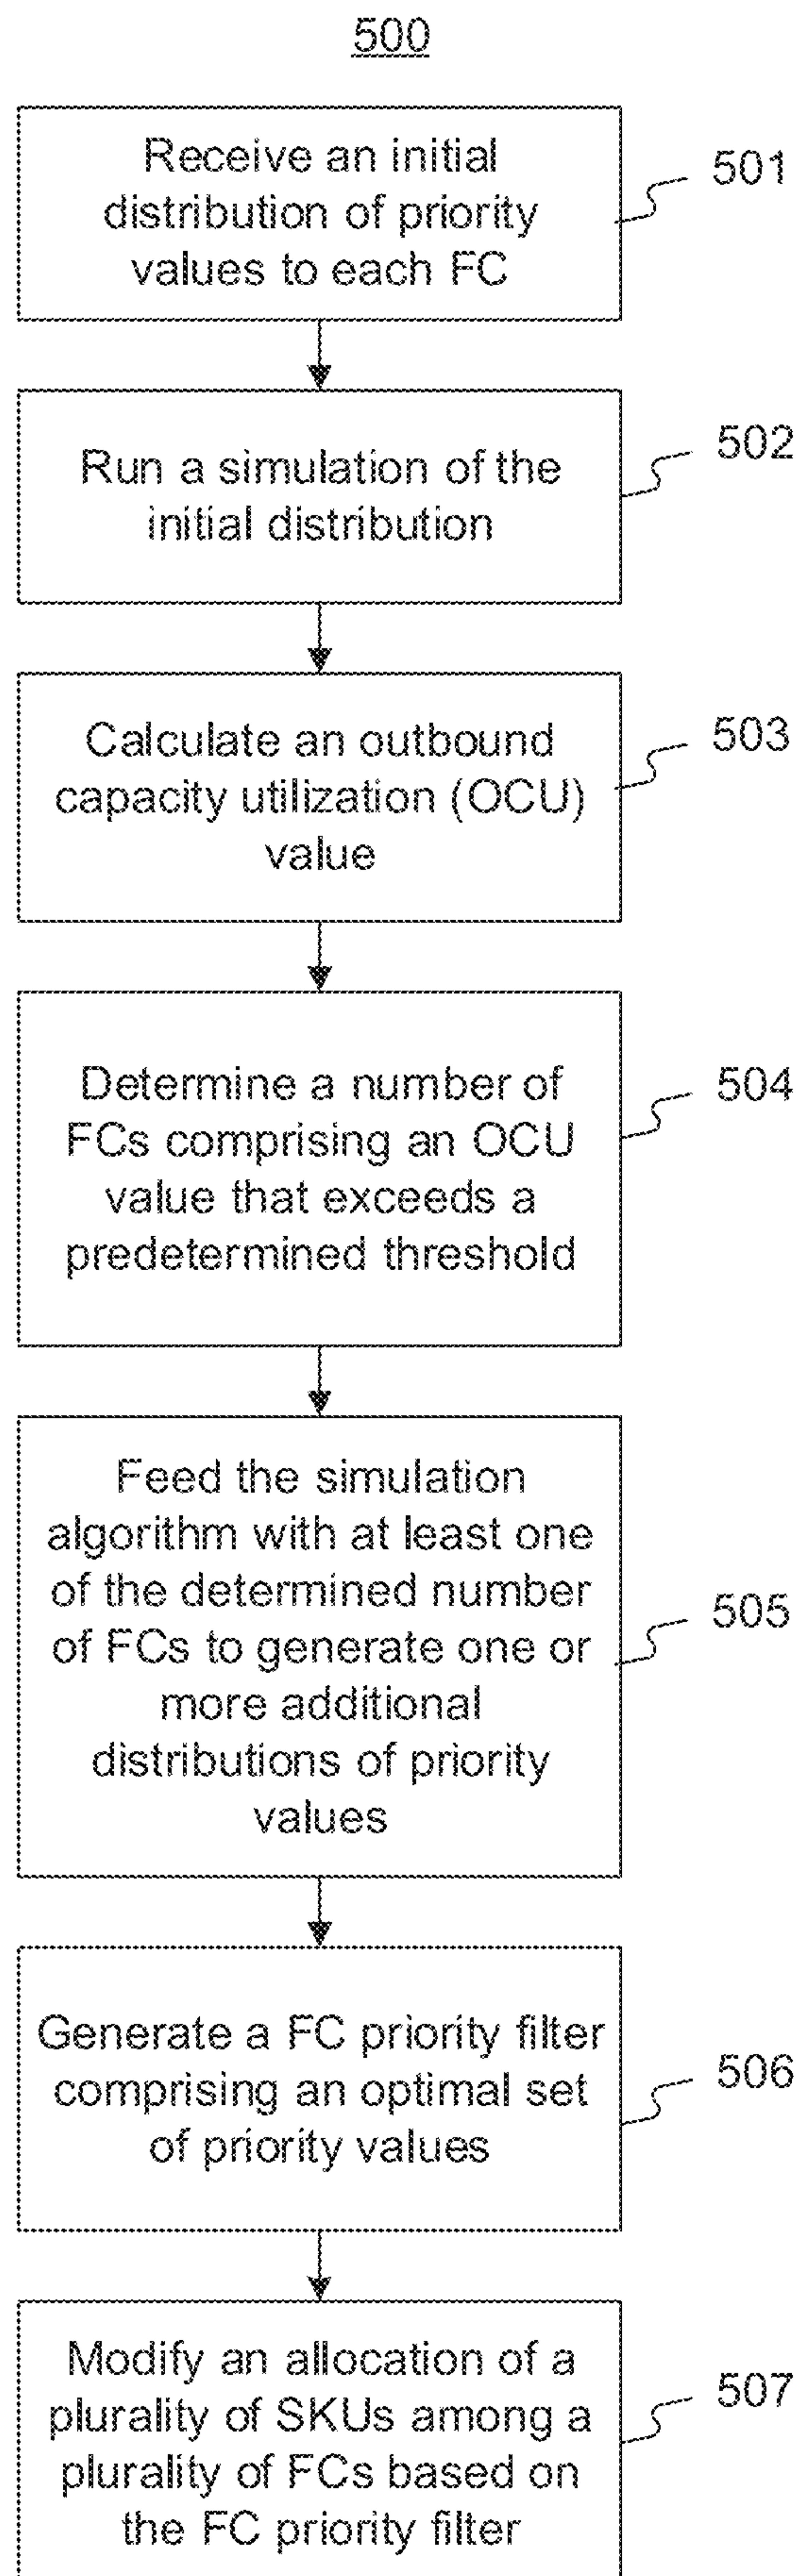 500
Receive an initial
distribution of priority
values to each FC
501
Run a simulation of the
initial distribution
502
Calculate an outbound
capacity utilization (OCU)
value
503
Determine a number of
FCs comprising an OCU
value that exceeds a
predetermined threshold
504
Feed the simulation
algorithm with at least one
of the determined number
of FCs to generate one or
more additional
distributions of priority
values
505
Generate a FC priority filter
comprising an optimal set
of priority values
506
Modify an allocation of a
plurality of SKUs among a
plurality of FCs based on
the FC priority filter
507